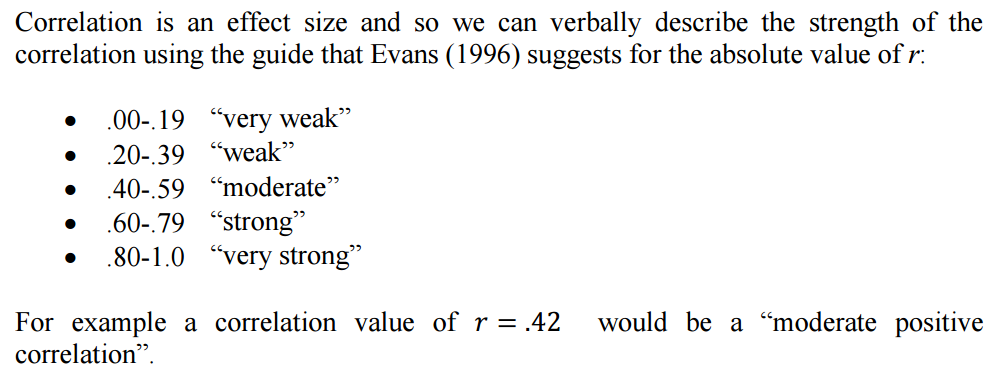 Correlation is an effect size and so we can verbally describe the strength of the
correlation using the guide that Evans (1996) suggests for the absolute value of r:
• .00-.19 “very weak”
• .20-.39 “weak”
• .40-.59 “moderate”
• .60-.79 “strong”
• .80-1.0 “very strong”
For example a correlation value of r = .42 would be a “moderate positive
correlation”.